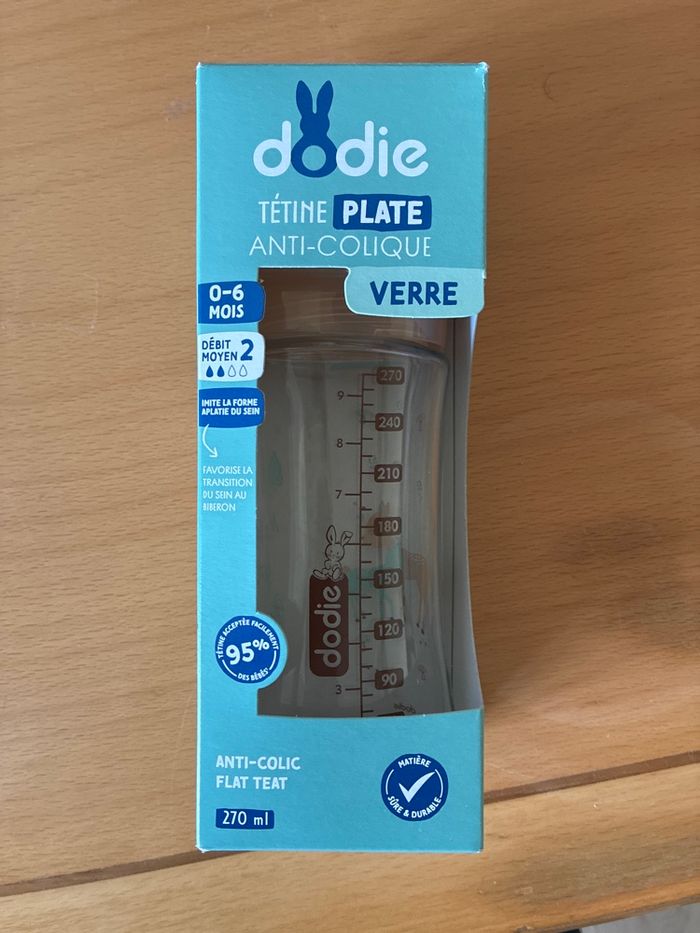 dodie
TÉTINE PLATE
ANTI-COLIQUE
VERRE
0-6
MOIS
DÉBIT
MOYEN 2
IMITE LA FORME
APLATIE DU SEIN
FAVORISE LA
TRANSITION
DU SEIN AU
BIBERON
270
9
240
8
210
7
180
150
dodie
120
90
3
TÉTINE ACCEPTÉE FACILEMENT
95%
DES BÉBÉS
ANTI-COLIC
FLAT TEAT
270 ml
MATIÈRE
SÛRE & DURABLE